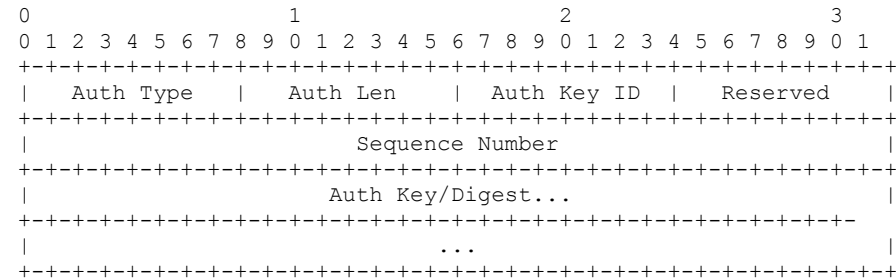 0                   1                   2                   3
0 1 2 3 4 5 6 7 8 9 0 1 2 3 4 5 6 7 8 9 0 1 2 3 4 5 6 7 8 9 0 1
+-+-+-+-+-+-+-+-+-+-+-+-+-+-+-+-+-+-+-+-+-+-+-+-+-+-+-+-+-+-+-+-+
|   Auth Type   |   Auth Len    |  Auth Key ID  |   Reserved    |
+-+-+-+-+-+-+-+-+-+-+-+-+-+-+-+-+-+-+-+-+-+-+-+-+-+-+-+-+-+-+-+-+
|                        Sequence Number                        |
+-+-+-+-+-+-+-+-+-+-+-+-+-+-+-+-+-+-+-+-+-+-+-+-+-+-+-+-+-+-+-+-+
|                      Auth Key/Digest...                       |
+-+-+-+-+-+-+-+-+-+-+-+-+-+-+-+-+-+-+-+-+-+-+-+-+-+-+-+-+-+-+-
|                              ...                              |
+-+-+-+-+-+-+-+-+-+-+-+-+-+-+-+-+-+-+-+-+-+-+-+-+-+-+-+-+-+-+-+-+